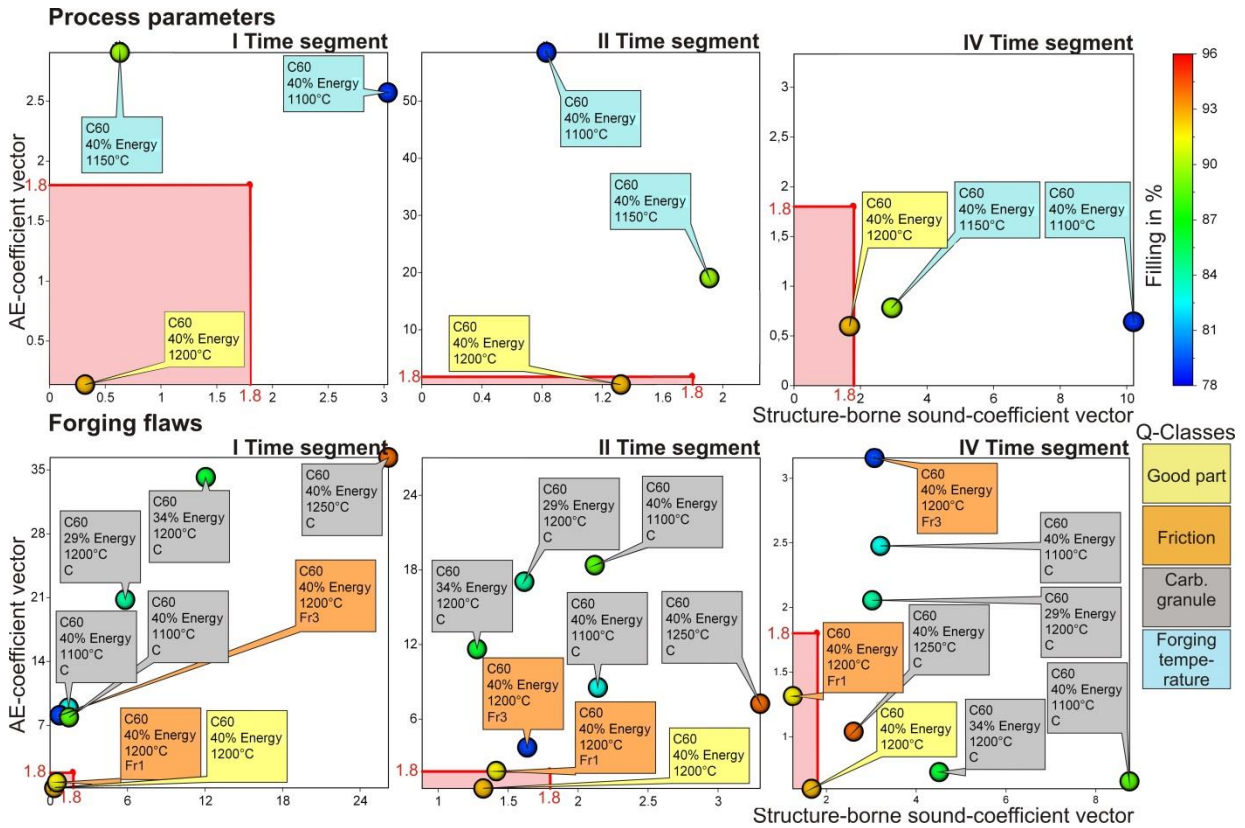 Process parameters
I Time segment
II Time segment
IV Time segment
AE-coefficient vector
2.5
2
1.5
1
0.5
1.8
0
0.5
1
1.5
1.8
2
2.5
3
C60
40% Energy
1150°C
C60
40% Energy
1100°C
C60
40% Energy
1200°C
50
40
30
20
10
1.8
0
0.4
0.8
1.2
1.6
1.8
2
C60
40% Energy
1100°C
C60
40% Energy
1150°C
C60
40% Energy
1200°C
3
2.5
2
1.8
1.5
1
0.5
0
0
1.8
2
4
6
8
10
C60
40% Energy
1200°C
C60
40% Energy
1150°C
C60
40% Energy
1100°C
Structure-borne sound-coefficient vector
96
93
90
87
84
81
78
Filling in %
Forging flaws
I Time segment
II Time segment
IV Time segment
AE-coefficient vector
35
28
21
14
7
1.8
0
1.8
6
12
18
24
C60
29% Energy
1200°C
C
C60
34% Energy
1200°C
C
C60
40% Energy
1250°C
C
C60
40% Energy
1100°C
C
C60
40% Energy
1100°C
C
C60
40% Energy
1200°C
Fr3
C60
40% Energy
1200°C
Fr1
C60
40% Energy
1200°C
24
18
12
6
1.8
1
1.5
1.8
2
2.5
3
C60
29% Energy
1200°C
C
C60
40% Energy
1100°C
C
C60
34% Energy
1200°C
C
C60
40% Energy
1100°C
C
C60
40% Energy
1250°C
C
C60
40% Energy
1200°C
Fr3
C60
40% Energy
1200°C
Fr1
C60
40% Energy
1200°C
3
2.5
2
1.8
1.5
1
1.8
2
4
6
8
C60
40% Energy
1200°C
Fr3
C60
40% Energy
1100°C
C
C60
29% Energy
1200°C
C
C60
40% Energy
1250°C
C
C60
40% Energy
1200°C
Fr1
C60
40% Energy
1100°C
C
C60
40% Energy
1200°C
C60
34% Energy
1200°C
C
Structure-borne sound-coefficient vector
Q-Classes
Good part
Friction
Carb.
granule
Forging
tempe-
rature